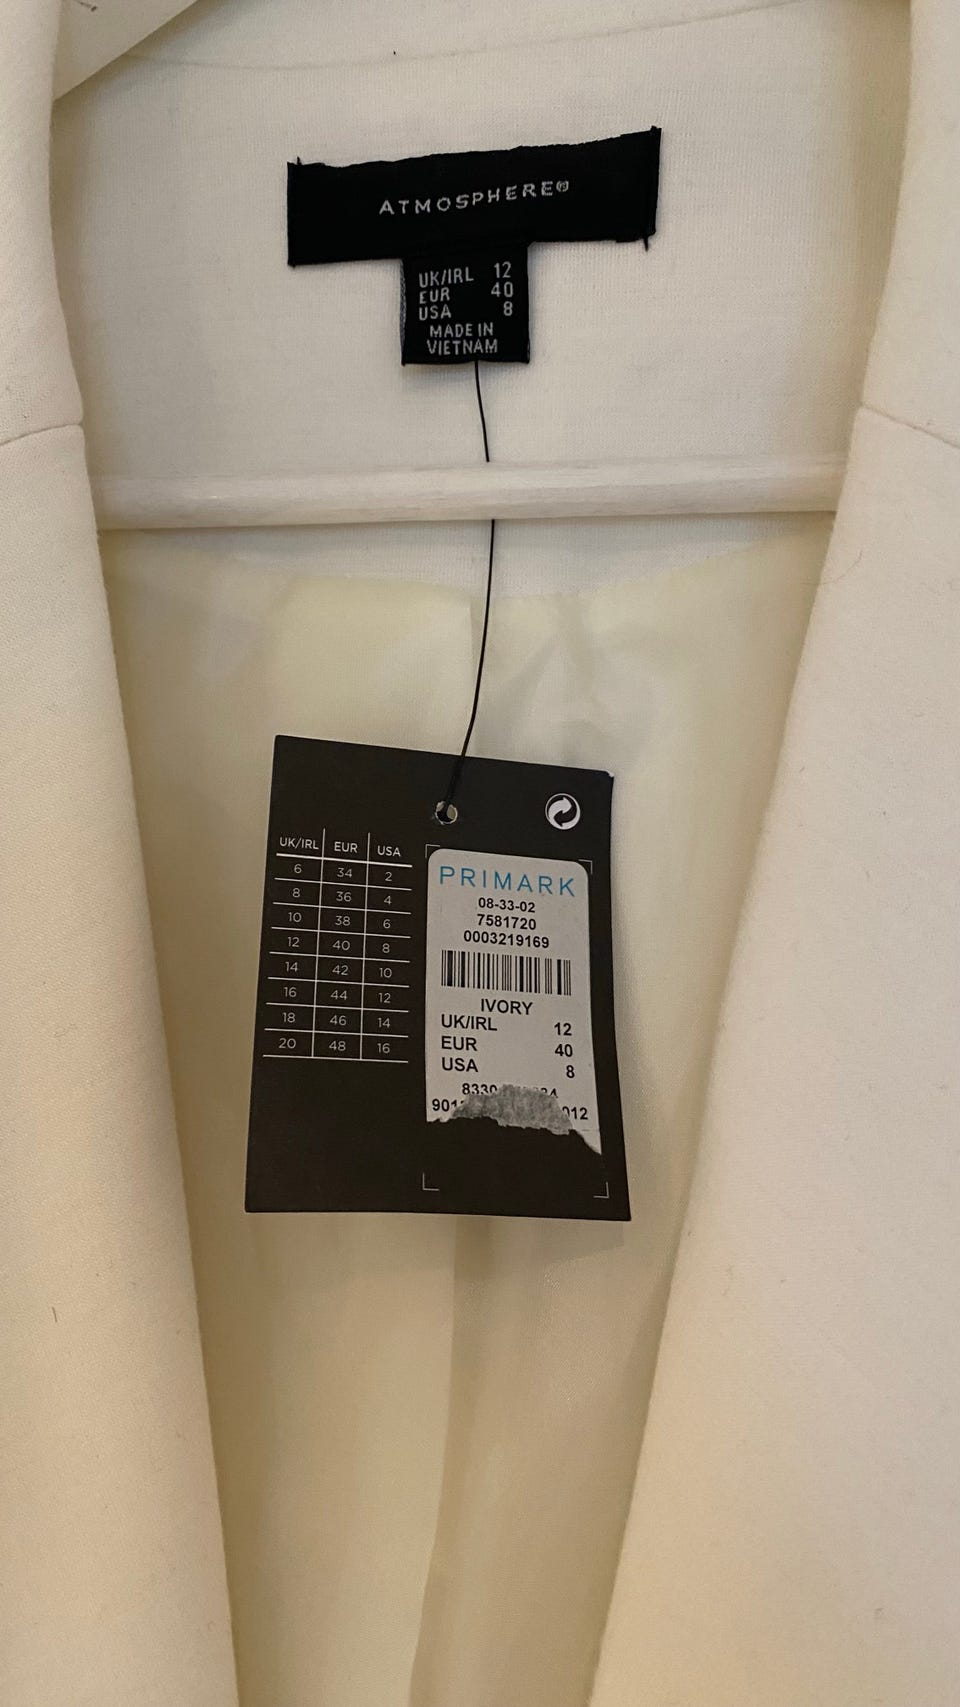 ATMOSPHERE®
UK/IRL 12
EUR 40
USA 8
MADE IN
VIETNAM
UK/IRL EUR USA
6 34 2
8 36 4
10 38 6
12 40 8
14 42 10
16 44 12
18 46 14
20 48 16
PRIMARK
08-33-02
7581720
0003219169
IVORY
UK/IRL 12
EUR 40
USA 8